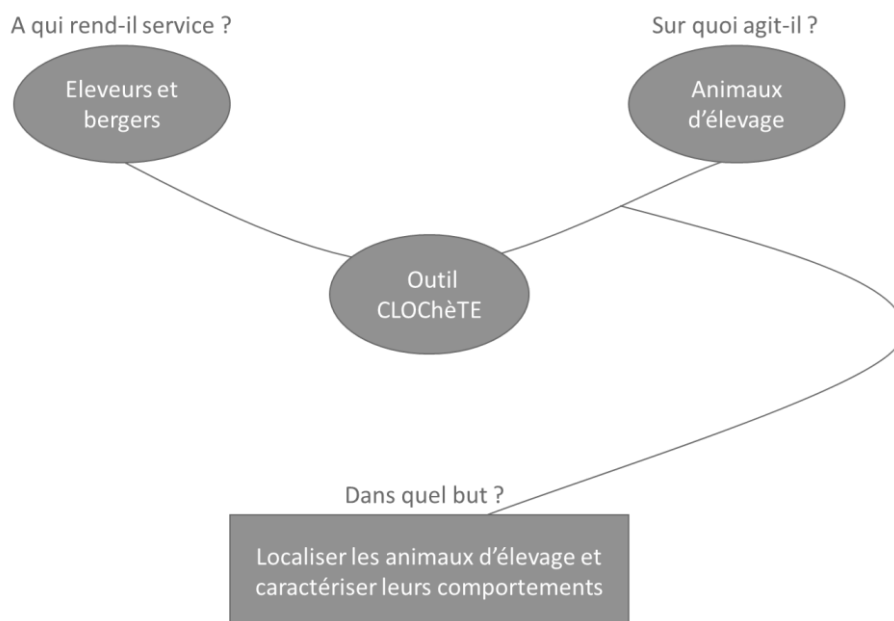 A qui rend-il service ?
Sur quoi agit-il ?
Eleveurs et
bergers
Animaux
d’élevage
Outil
CLOChèTE
Dans quel but ?
Localiser les animaux d’élevage et
caractériser leurs comportements